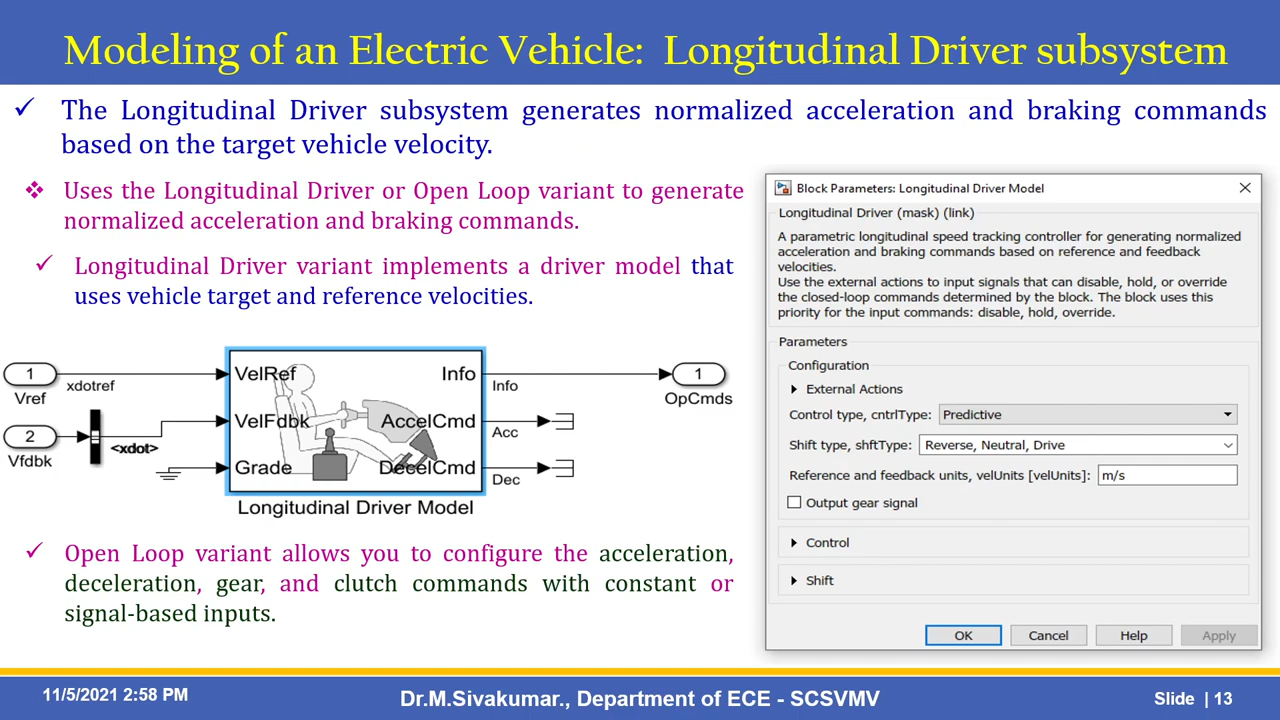 Modeling of an Electric Vehicle: Longitudinal Driver subsystem
✓ The Longitudinal Driver subsystem generates normalized acceleration and braking commands
based on the target vehicle velocity.
❖ Uses the Longitudinal Driver or Open Loop variant to generate
normalized acceleration and braking commands.
✓ Longitudinal Driver variant implements a driver model that
uses vehicle target and reference velocities.
1
Vref
xdotref
2
Vfdbk
<xdot>
VelRef
VelFdbk
Grade
Info
AccelCmd
DecelCmd
Longitudinal Driver Model
Info
Acc
Dec
1
OpCmds
✓ Open Loop variant allows you to configure the acceleration,
deceleration, gear, and clutch commands with constant or
signal-based inputs.
Block Parameters: Longitudinal Driver Model
Longitudinal Driver (mask) (link)
A parametric longitudinal speed tracking controller for generating normalized
acceleration and braking commands based on reference and feedback
velocities.
Use the external actions to input signals that can disable, hold, or override
the closed-loop commands determined by the block. The block uses this
priority for the input commands: disable, hold, override.
Parameters
Configuration
External Actions
Control type, cntrlType: Predictive
Shift type, shftType: Reverse, Neutral, Drive
Reference and feedback units, velUnits [velUnits]: m/s
Output gear signal
Control
Shift
OK Cancel Help Apply
11/5/2021 2:58 PM
Dr.M.Sivakumar., Department of ECE - SCSVMV
Slide | 13